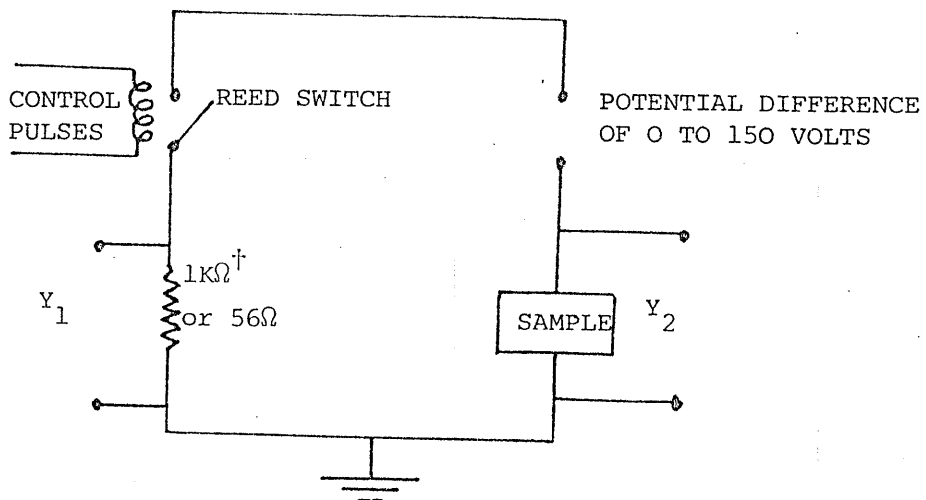 CONTROL
PULSES
REED SWITCH
POTENTIAL DIFFERENCE
OF 0 TO 150 VOLTS
1KΩ†
or 56Ω
Y1
SAMPLE
Y2